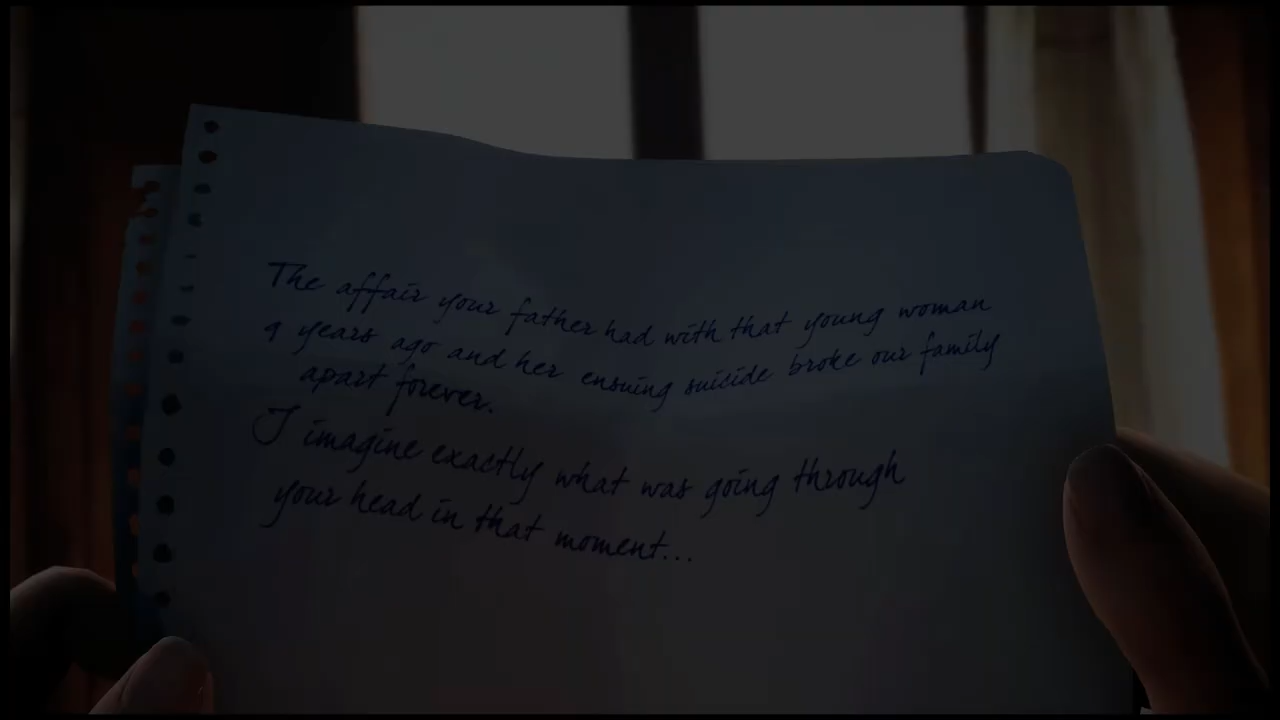 The affair your father had with that young woman
9 years ago and her ensuing suicide broke our family
apart forever.
I imagine exactly what was going through
your head in that moment...